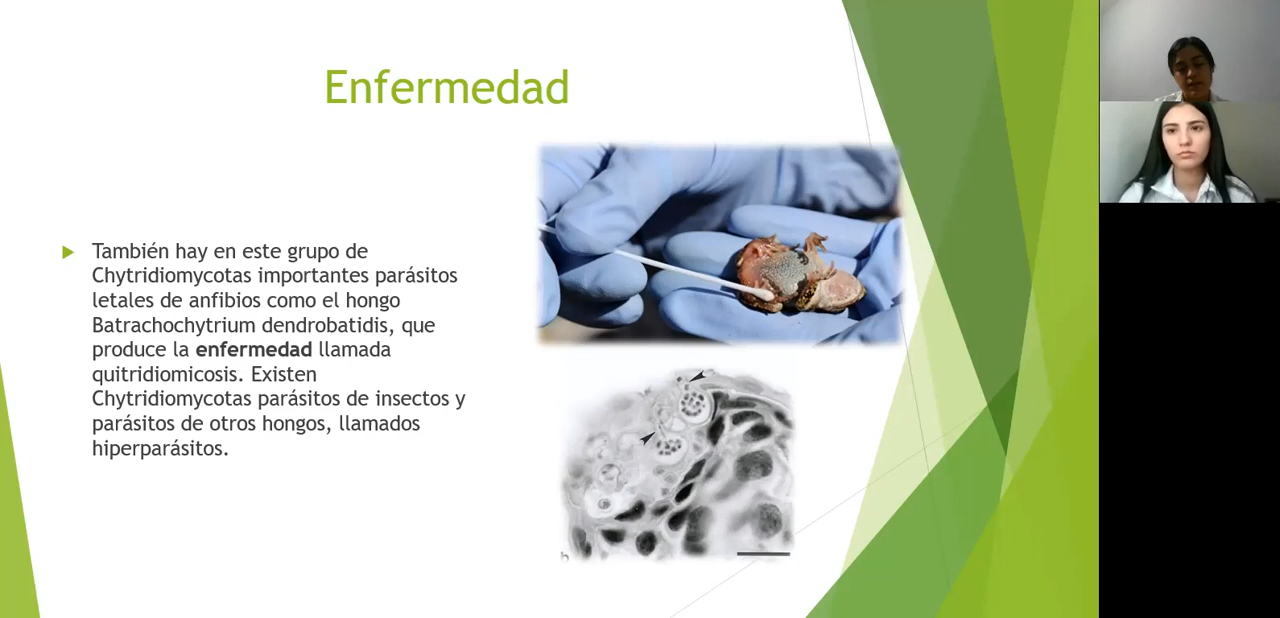 Enfermedad
También hay en este grupo de
Chytridiomycotas importantes parásitos
letales de anfibios como el hongo
Batrachochytrium dendrobatidis, que
produce la enfermedad llamada
quitridiomicosis. Existen
Chytridiomycotas parásitos de insectos y
parásitos de otros hongos, llamados
hiperparásitos.
b